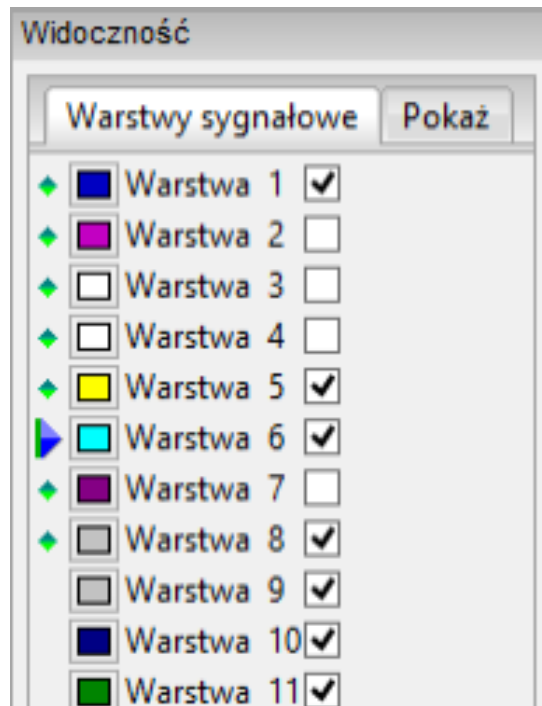 Widoczność
Warstwy sygnałowe Pokaż
Warstwa 1
Warstwa 2
Warstwa 3
Warstwa 4
Warstwa 5
Warstwa 6
Warstwa 7
Warstwa 8
Warstwa 9
Warstwa 10
Warstwa 11